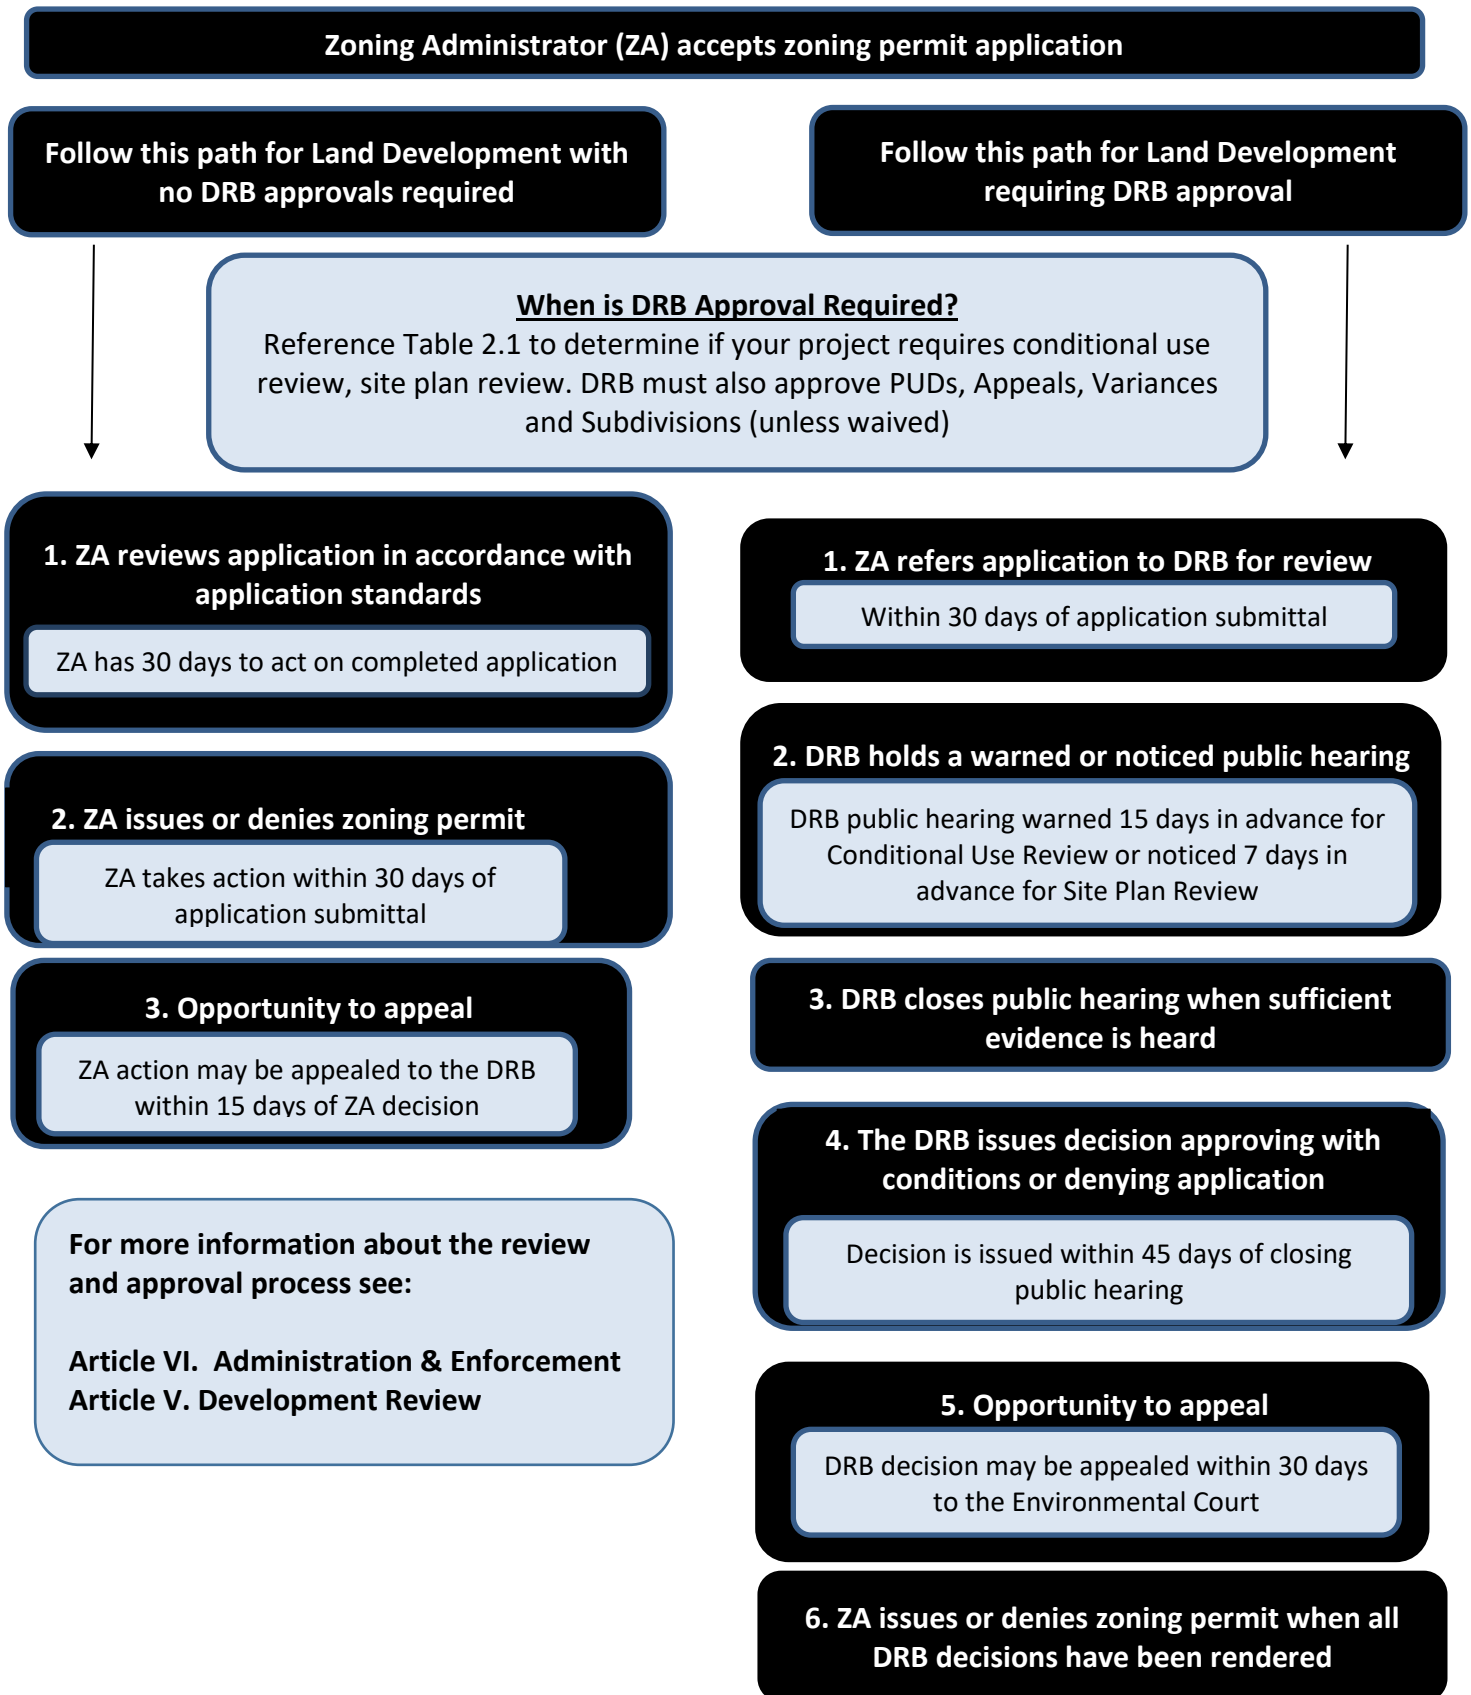 Zoning Administrator (ZA) accepts zoning permit application
Follow this path for Land Development with
no DRB approvals required
Follow this path for Land Development
requiring DRB approval
When is DRB Approval Required?
Reference Table 2.1 to determine if your project requires conditional use
review, site plan review. DRB must also approve PUDs, Appeals, Variances
and Subdivisions (unless waived)
1. ZA reviews application in accordance with
application standards
ZA has 30 days to act on completed application
2. ZA issues or denies zoning permit
ZA takes action within 30 days of
application submittal
3. Opportunity to appeal
ZA action may be appealed to the DRB
within 15 days of ZA decision
For more information about the review
and approval process see:
Article VI.  Administration & Enforcement
Article V. Development Review
1. ZA refers application to DRB for review
Within 30 days of application submittal
2. DRB holds a warned or noticed public hearing
DRB public hearing warned 15 days in advance for
Conditional Use Review or noticed 7 days in
advance for Site Plan Review
3. DRB closes public hearing when sufficient
evidence is heard
4. The DRB issues decision approving with
conditions or denying application
Decision is issued within 45 days of closing
public hearing
5. Opportunity to appeal
DRB decision may be appealed within 30 days
to the Environmental Court
6. ZA issues or denies zoning permit when all
DRB decisions have been rendered